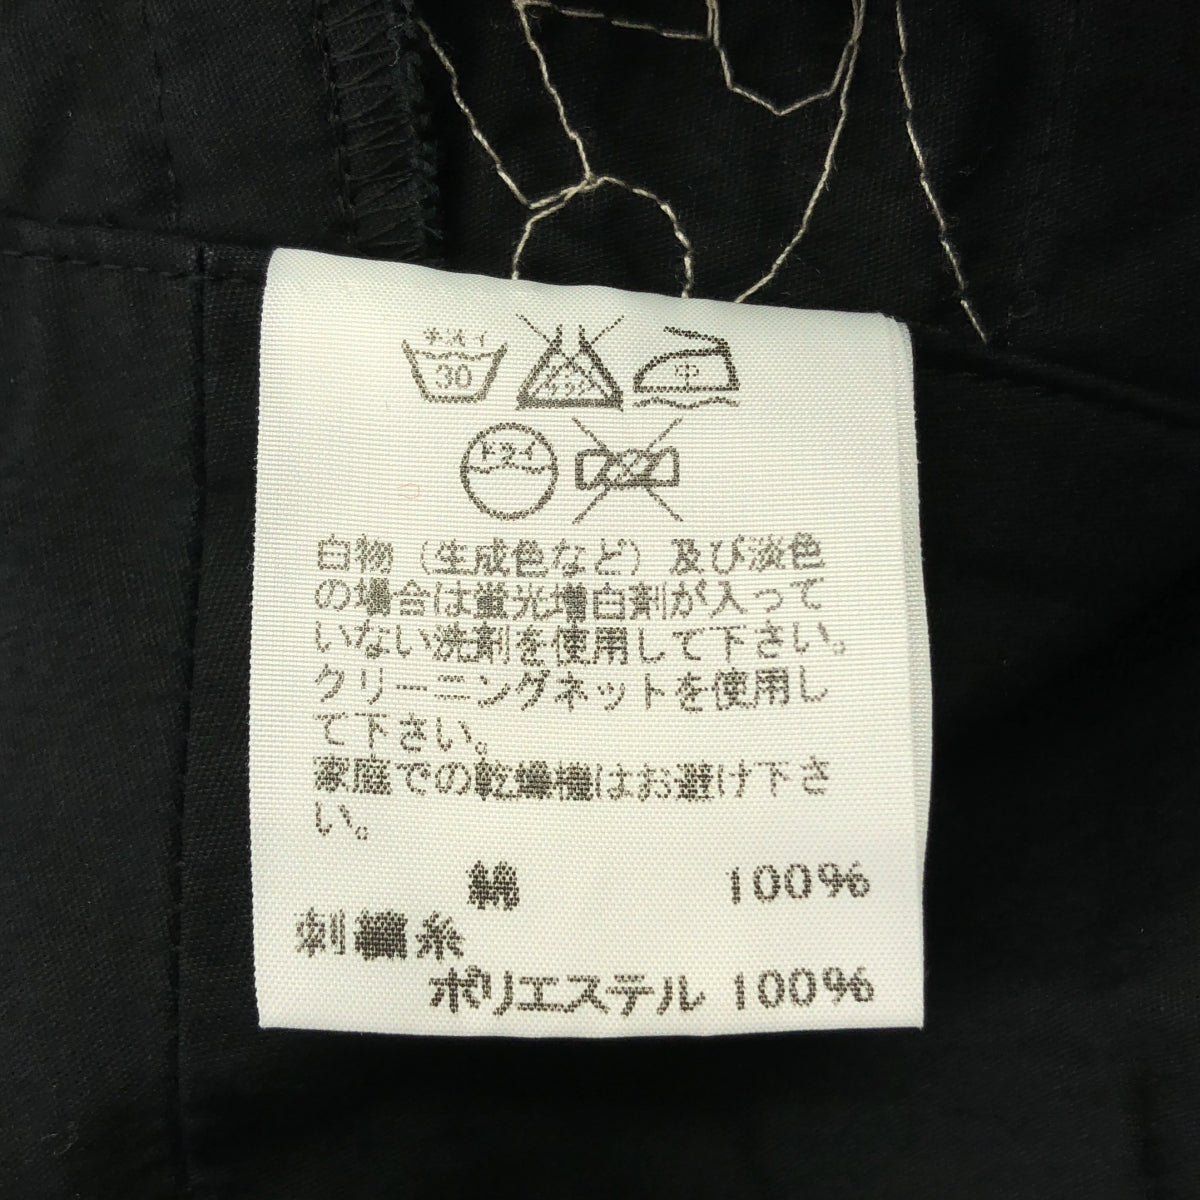 手洗イ
30
エンソ
サラシ
中
ドライ
白物（生成色など）及び淡色
の場合は蛍光増白剤が入って
いない洗剤を使用して下さい。
クリーニングネットを使用し
て下さい。
家庭での乾燥機はお避け下さ
い。
綿 100%
刺繍糸
ポリエステル 100%